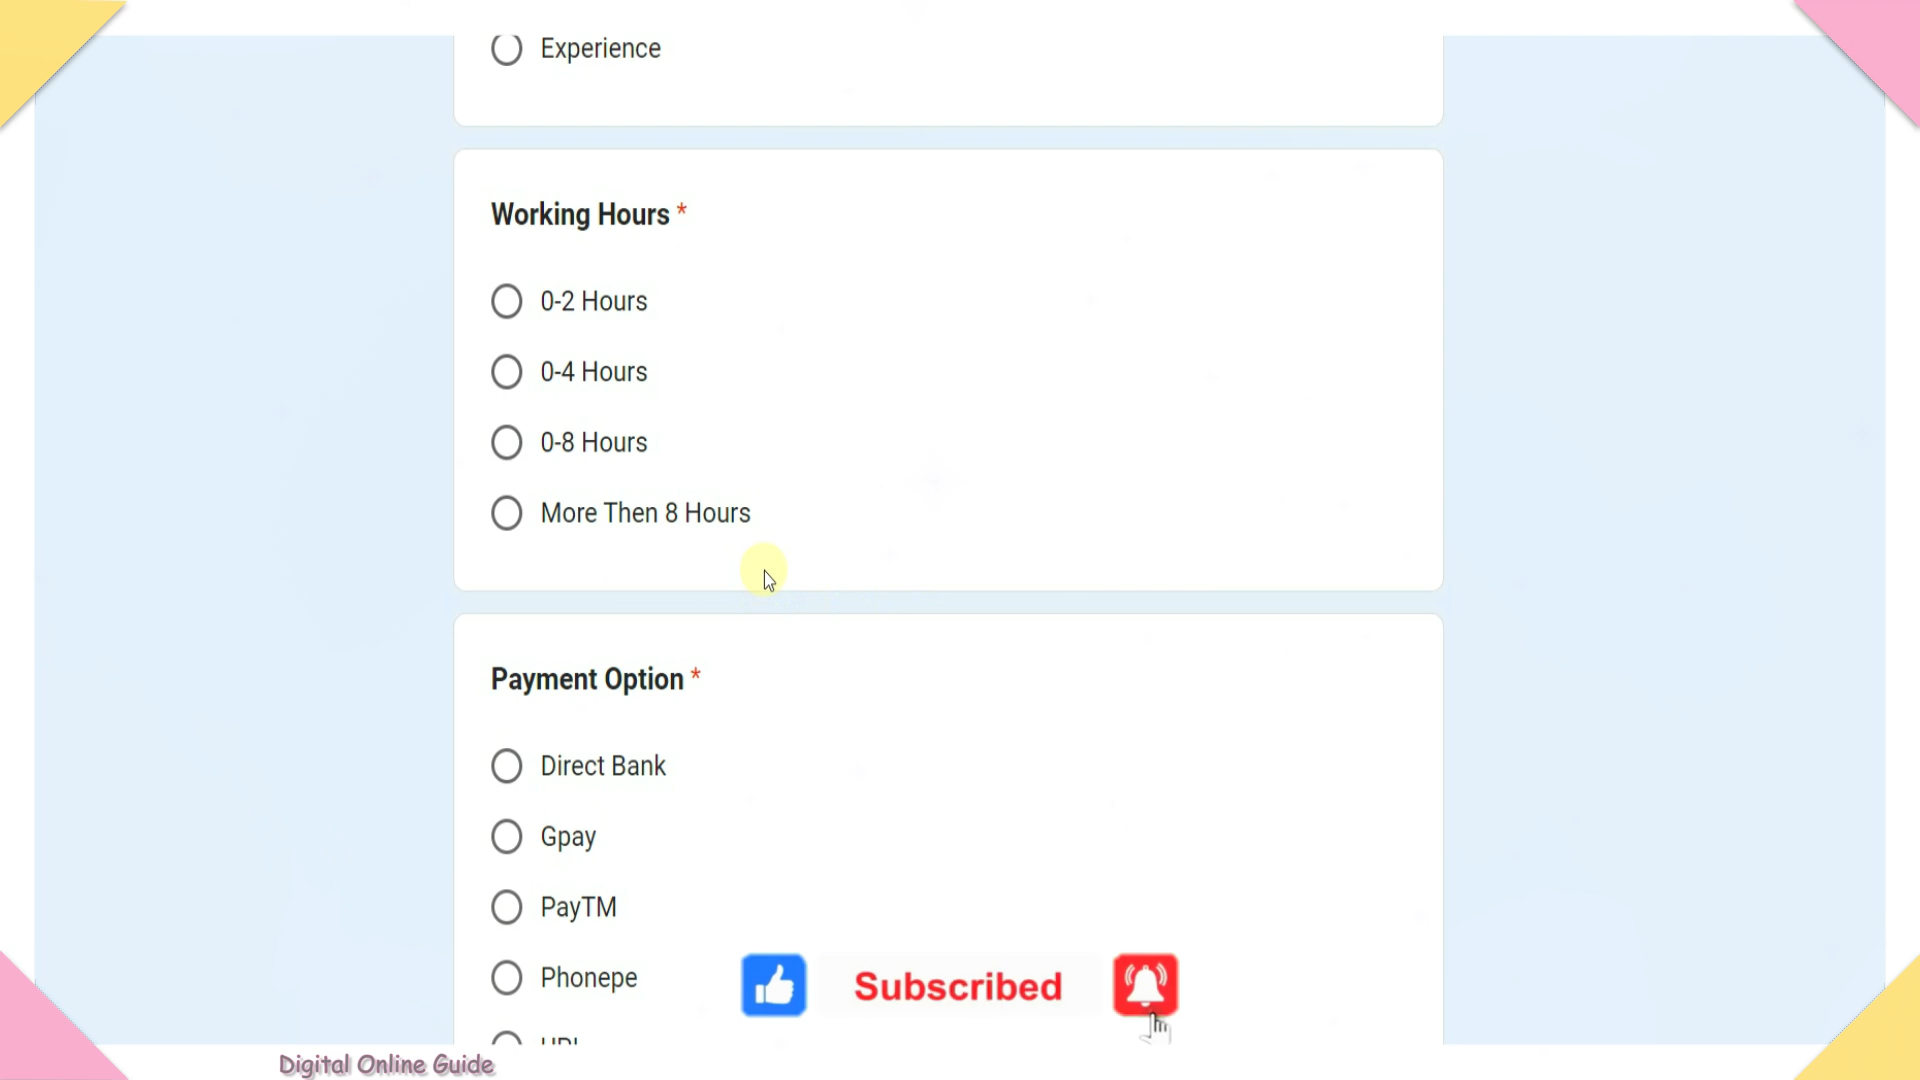 Experience
Working Hours *
0-2 Hours
0-4 Hours
0-8 Hours
More Then 8 Hours
Payment Option *
Direct Bank
Gpay
PayTM
Phonepe
Subscribed
Digital Online Guide